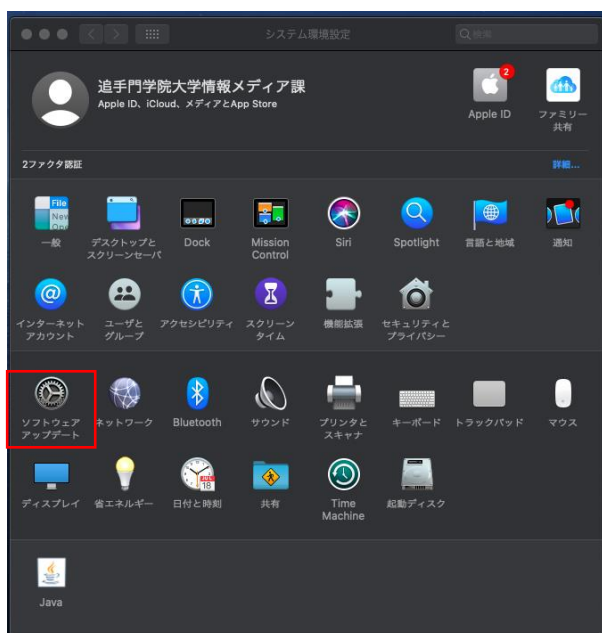 システム環境設定
検索
追手門学院大学情報メディア課
Apple ID、iCloud、メディアとApp Store
2
Apple ID
ファミリー
共有
2ファクタ認証
詳細...
File
New
一般
デスクトップと
スクリーンセーバ
Dock
Mission
Control
Siri
Spotlight
言語と地域
通知
インターネット
アカウント
ユーザと
グループ
アクセシビリティ
スクリーン
タイム
機能拡張
セキュリティと
プライバシー
ソフトウェア
アップデート
ネットワーク
Bluetooth
サウンド
プリンタと
スキャナ
キーボード
トラックパッド
マウス
18
ディスプレイ
省エネルギー
日付と時刻
共有
Time
Machine
起動ディスク
Java